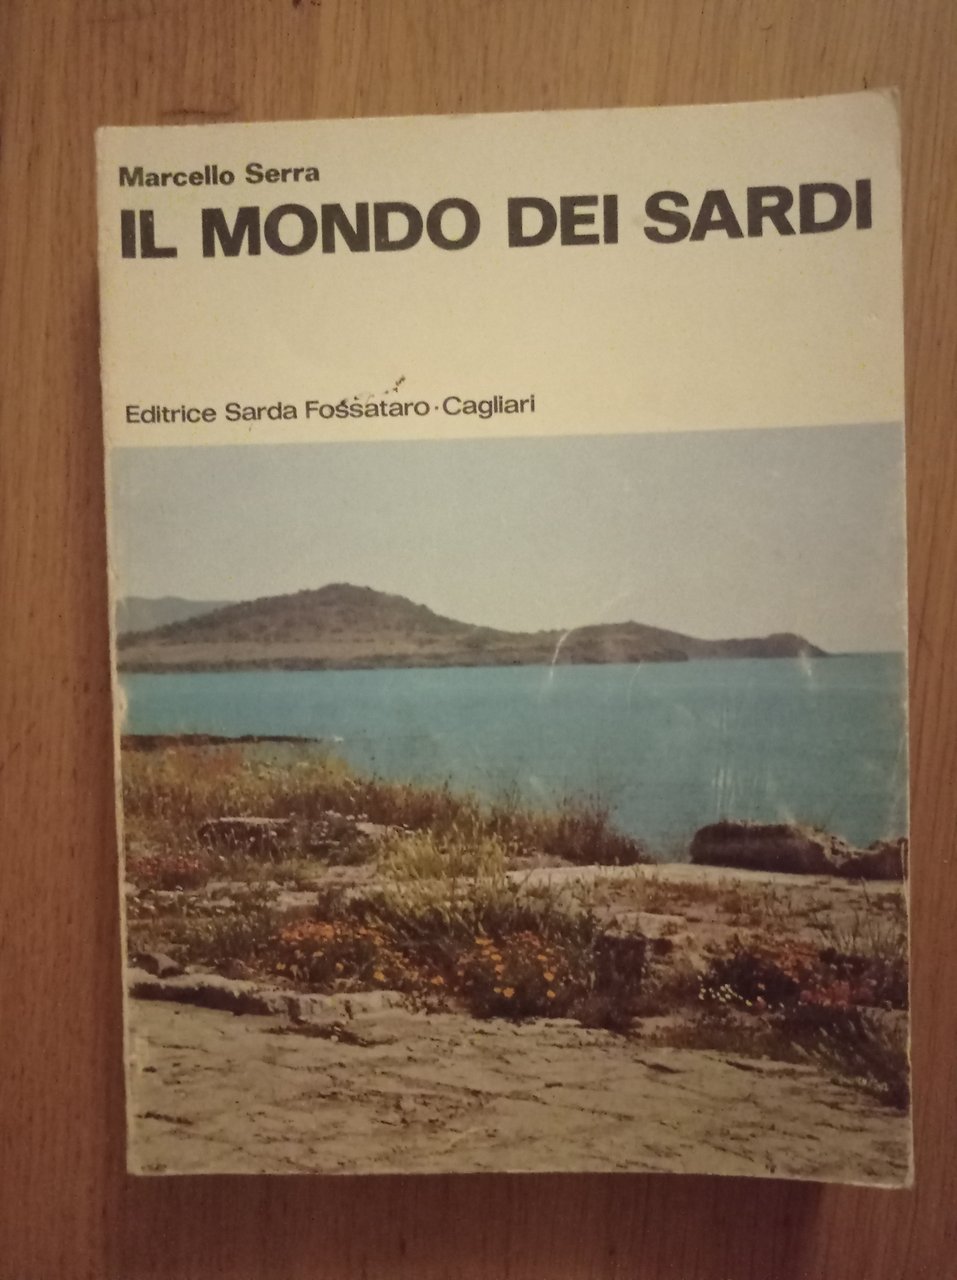 Marcello Serra
IL MONDO DEI SARDI
Editrice Sarda Fossataro·Cagliari